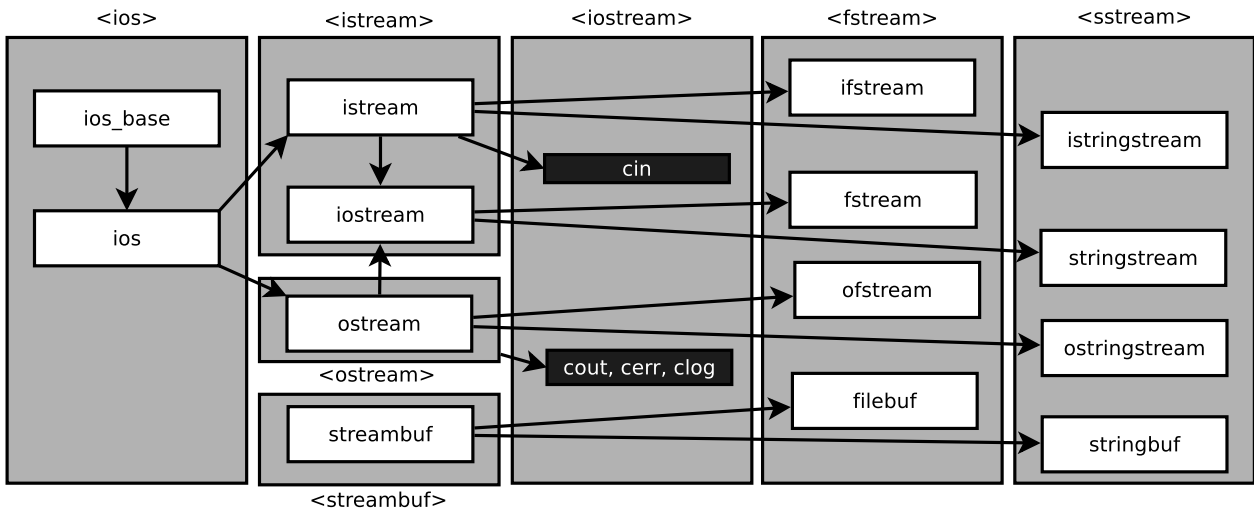 <ios>
ios_base
ios
<istream>
istream
iostream
ostream
<ostream>
streambuf
<streambuf>
<iostream>
cin
cout, cerr, clog
<fstream>
ifstream
fstream
ofstream
filebuf
<sstream>
istringstream
stringstream
ostringstream
stringbuf